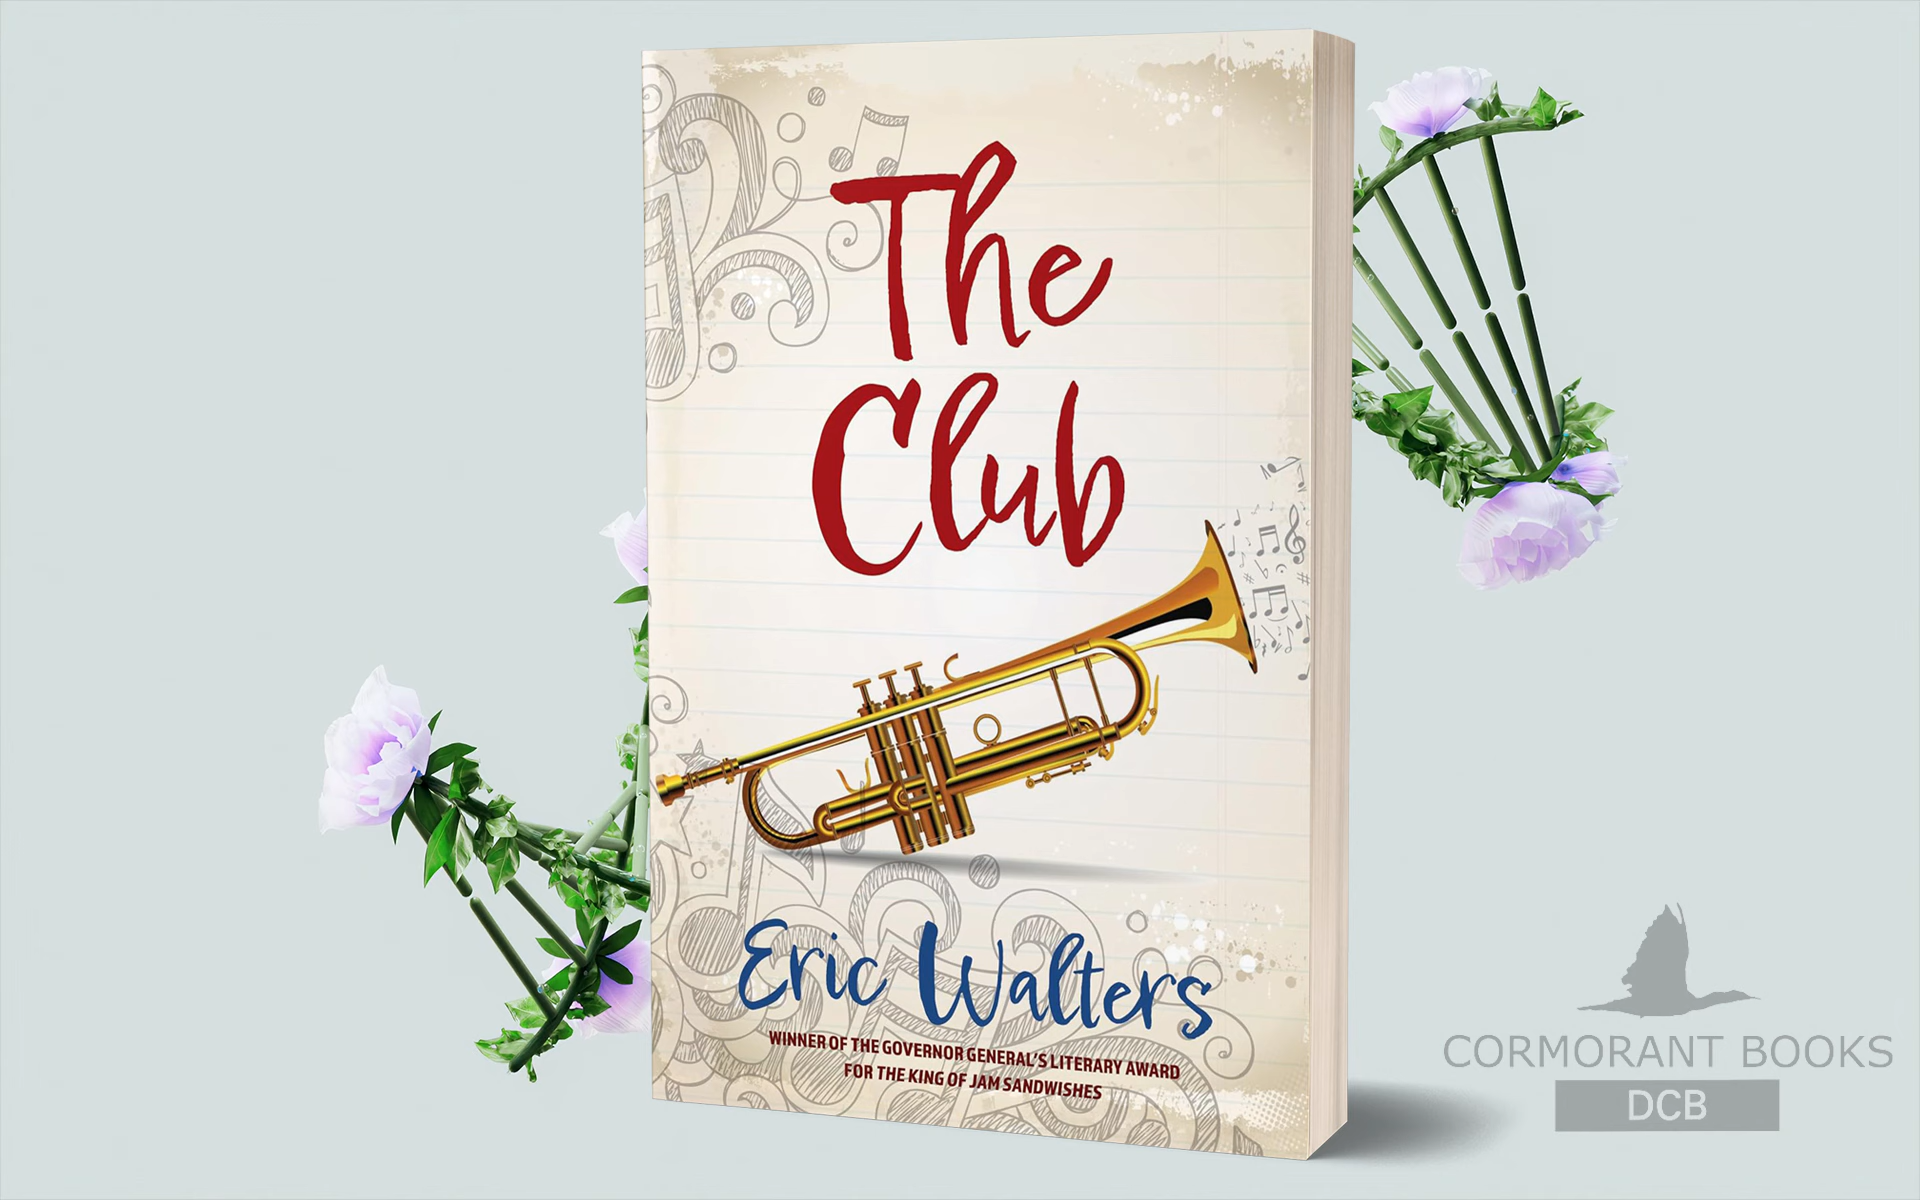 The
Club
Eric Walters
WINNER OF THE GOVERNOR GENERAL'S LITERARY AWARD
FOR THE KING OF JAM SANDWISHES
CORMORANT BOOKS
DCB